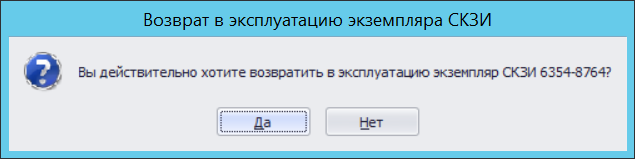 Возврат в эксплуатацию экземпляра СКЗИ
Вы действительно хотите возвратить в эксплуатацию экземпляр СКЗИ 6354-8764?
Да
Нет